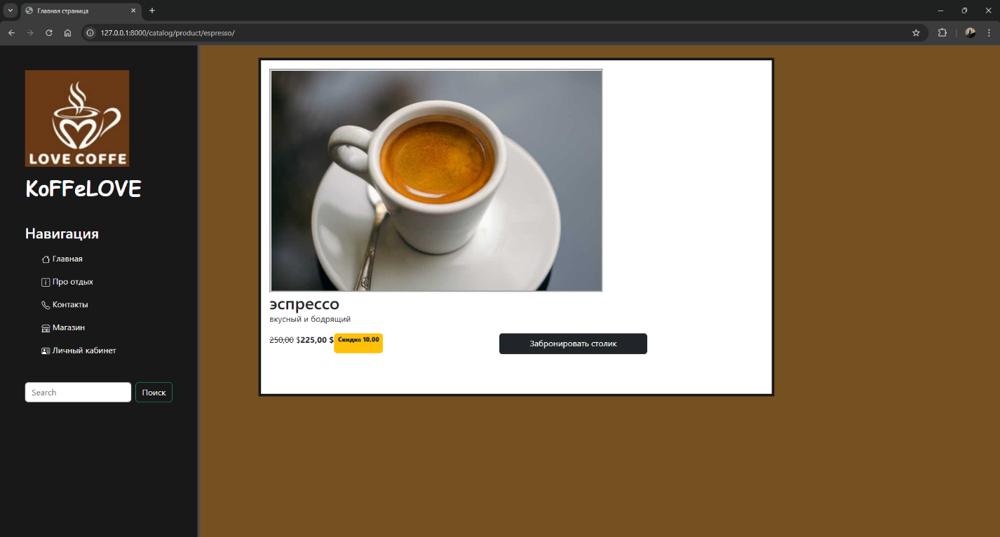 Главная страница
127.0.0.1:8000/catalog/product/espresso/
LOVE COFFE
KoFFeLOVE
Навигация
Главная
Про отдых
Контакты
Магазин
Личный кабинет
Search Поиск
эспрессо
вкусный и бодрящий
250,00 $225,00 $ Скидка 10,00
Забронировать столик